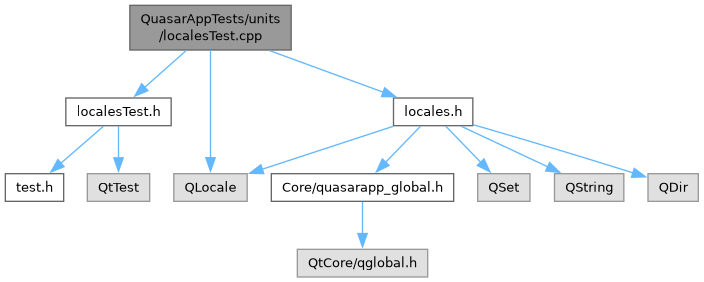 QuasarAppTests/units
/localesTest.cpp
localesTest.h
locales.h
test.h
QtTest
QLocale
Core/quasarapp_global.h
QSet
QString
QDir
QtCore/qglobal.h